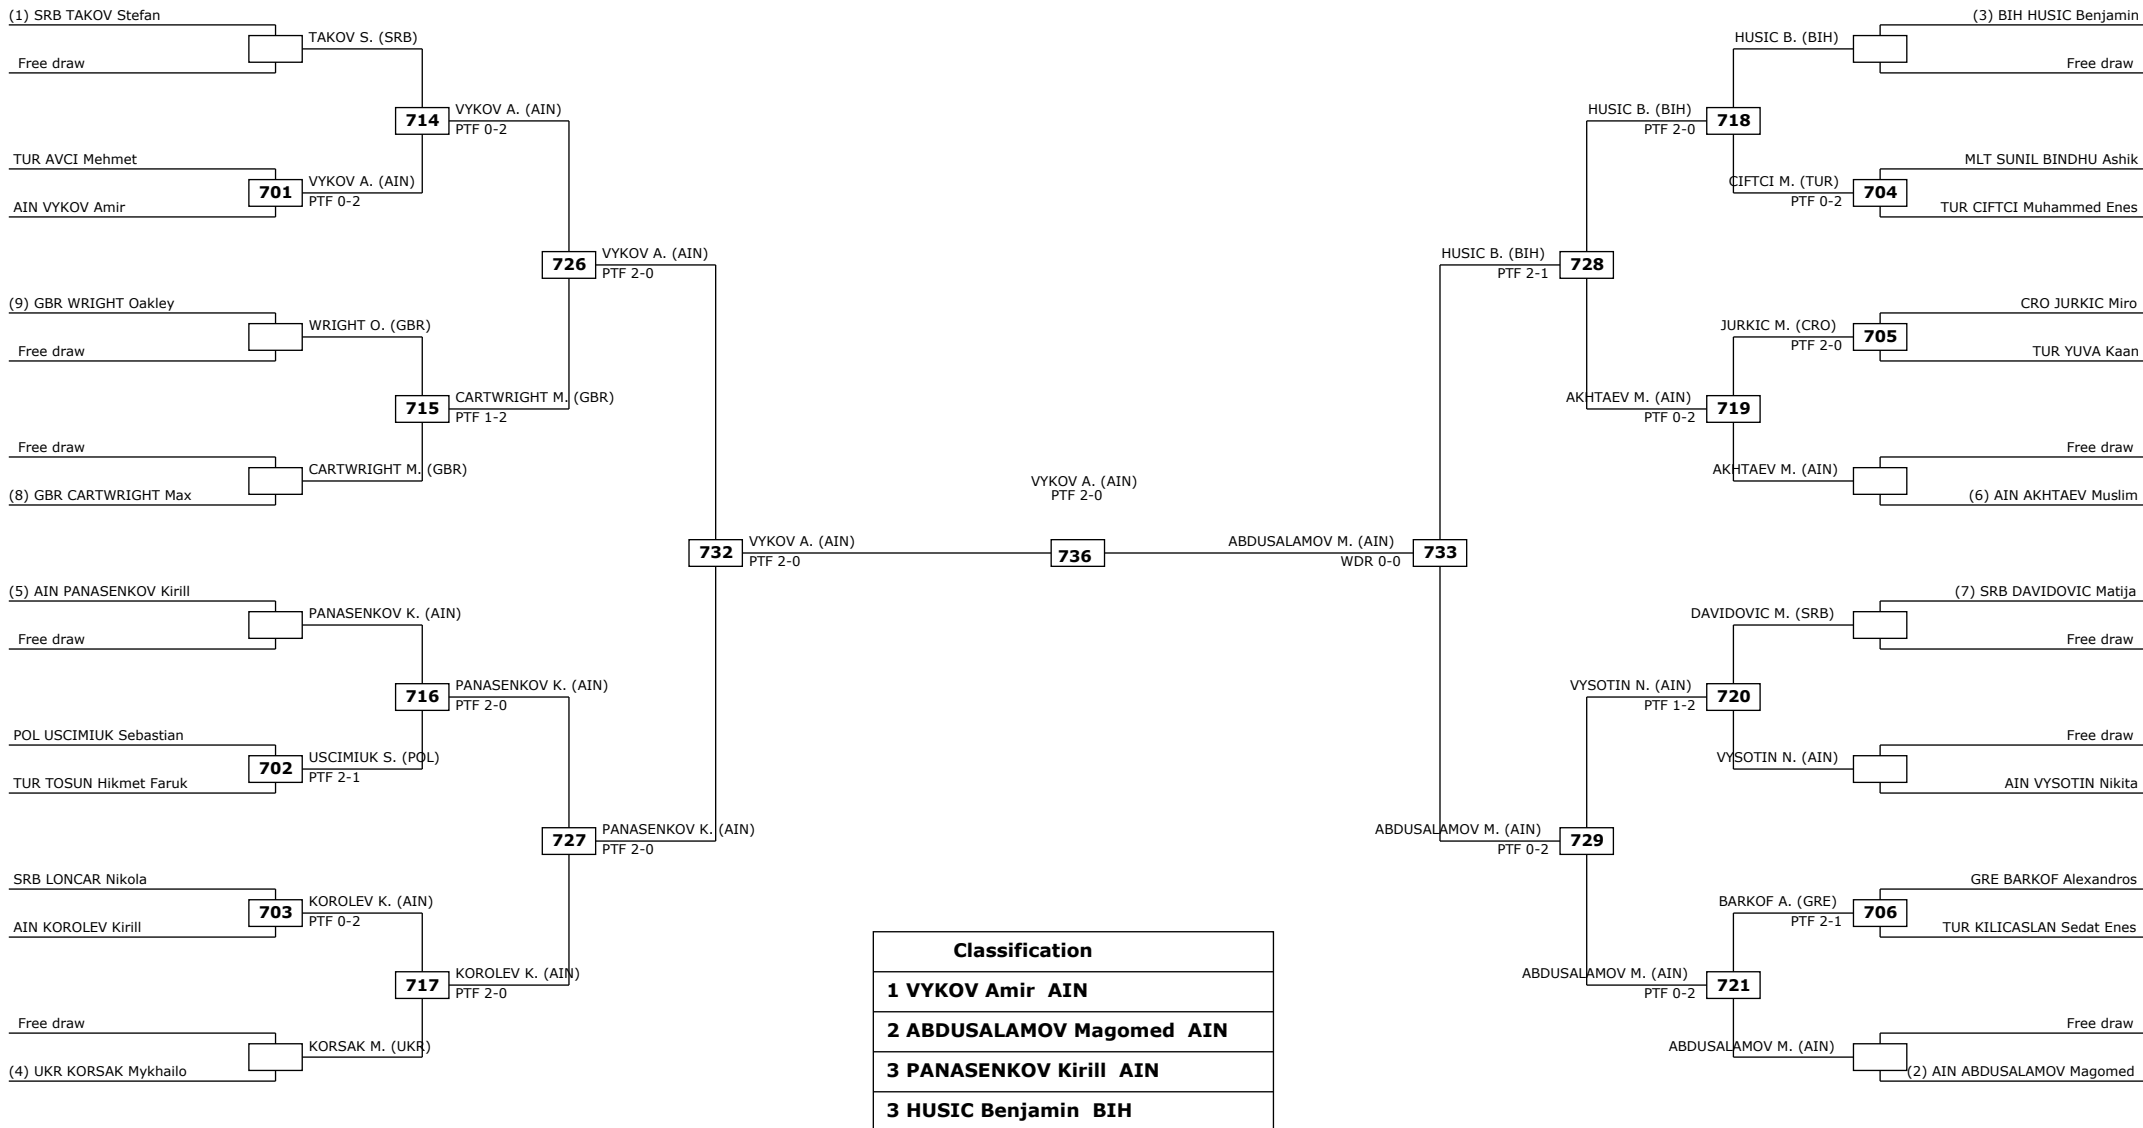 (1) SRB TAKOV Stefan
TAKOV S. (SRB)
Free draw
714
VYKOV A. (AIN)
PTF 0-2
TUR AVCI Mehmet
701
VYKOV A. (AIN)
PTF 0-2
AIN VYKOV Amir
726
VYKOV A. (AIN)
PTF 2-0
(9) GBR WRIGHT Oakley
WRIGHT O. (GBR)
Free draw
715
CARTWRIGHT M. (GBR)
PTF 1-2
Free draw
CARTWRIGHT M. (GBR)
(8) GBR CARTWRIGHT Max
732
VYKOV A. (AIN)
PTF 2-0
(5) AIN PANASENKOV Kirill
PANASENKOV K. (AIN)
Free draw
716
PANASENKOV K. (AIN)
PTF 2-0
POL USCIMIUK Sebastian
702
USCIMIUK S. (POL)
PTF 2-1
TUR TOSUN Hikmet Faruk
727
PANASENKOV K. (AIN)
PTF 2-0
SRB LONCAR Nikola
703
KOROLEV K. (AIN)
PTF 0-2
AIN KOROLEV Kirill
717
KOROLEV K. (AIN)
PTF 2-0
Free draw
KORSAK M. (UKR)
(4) UKR KORSAK Mykhailo
VYKOV A. (AIN)
PTF 2-0
736
(3) BIH HUSIC Benjamin
HUSIC B. (BIH)
Free draw
HUSIC B. (BIH)
PTF 2-0
718
MLT SUNIL BINDHU Ashik
CIFTCI M. (TUR)
PTF 0-2
704
TUR CIFTCI Muhammed Enes
HUSIC B. (BIH)
PTF 2-1
728
CRO JURKIC Miro
JURKIC M. (CRO)
PTF 2-0
705
TUR YUVA Kaan
AKHTAEV M. (AIN)
PTF 0-2
719
Free draw
AKHTAEV M. (AIN)
(6) AIN AKHTAEV Muslim
ABDUSALAMOV M. (AIN)
WDR 0-0
733
(7) SRB DAVIDOVIC Matija
DAVIDOVIC M. (SRB)
Free draw
VYSOTIN N. (AIN)
PTF 1-2
720
Free draw
VYSOTIN N. (AIN)
AIN VYSOTIN Nikita
ABDUSALAMOV M. (AIN)
PTF 0-2
729
GRE BARKOF Alexandros
BARKOF A. (GRE)
PTF 2-1
706
TUR KILICASLAN Sedat Enes
ABDUSALAMOV M. (AIN)
PTF 0-2
721
Free draw
ABDUSALAMOV M. (AIN)
(2) AIN ABDUSALAMOV Magomed
Classification
1 VYKOV Amir AIN
2 ABDUSALAMOV Magomed AIN
3 PANASENKOV Kirill AIN
3 HUSIC Benjamin BIH